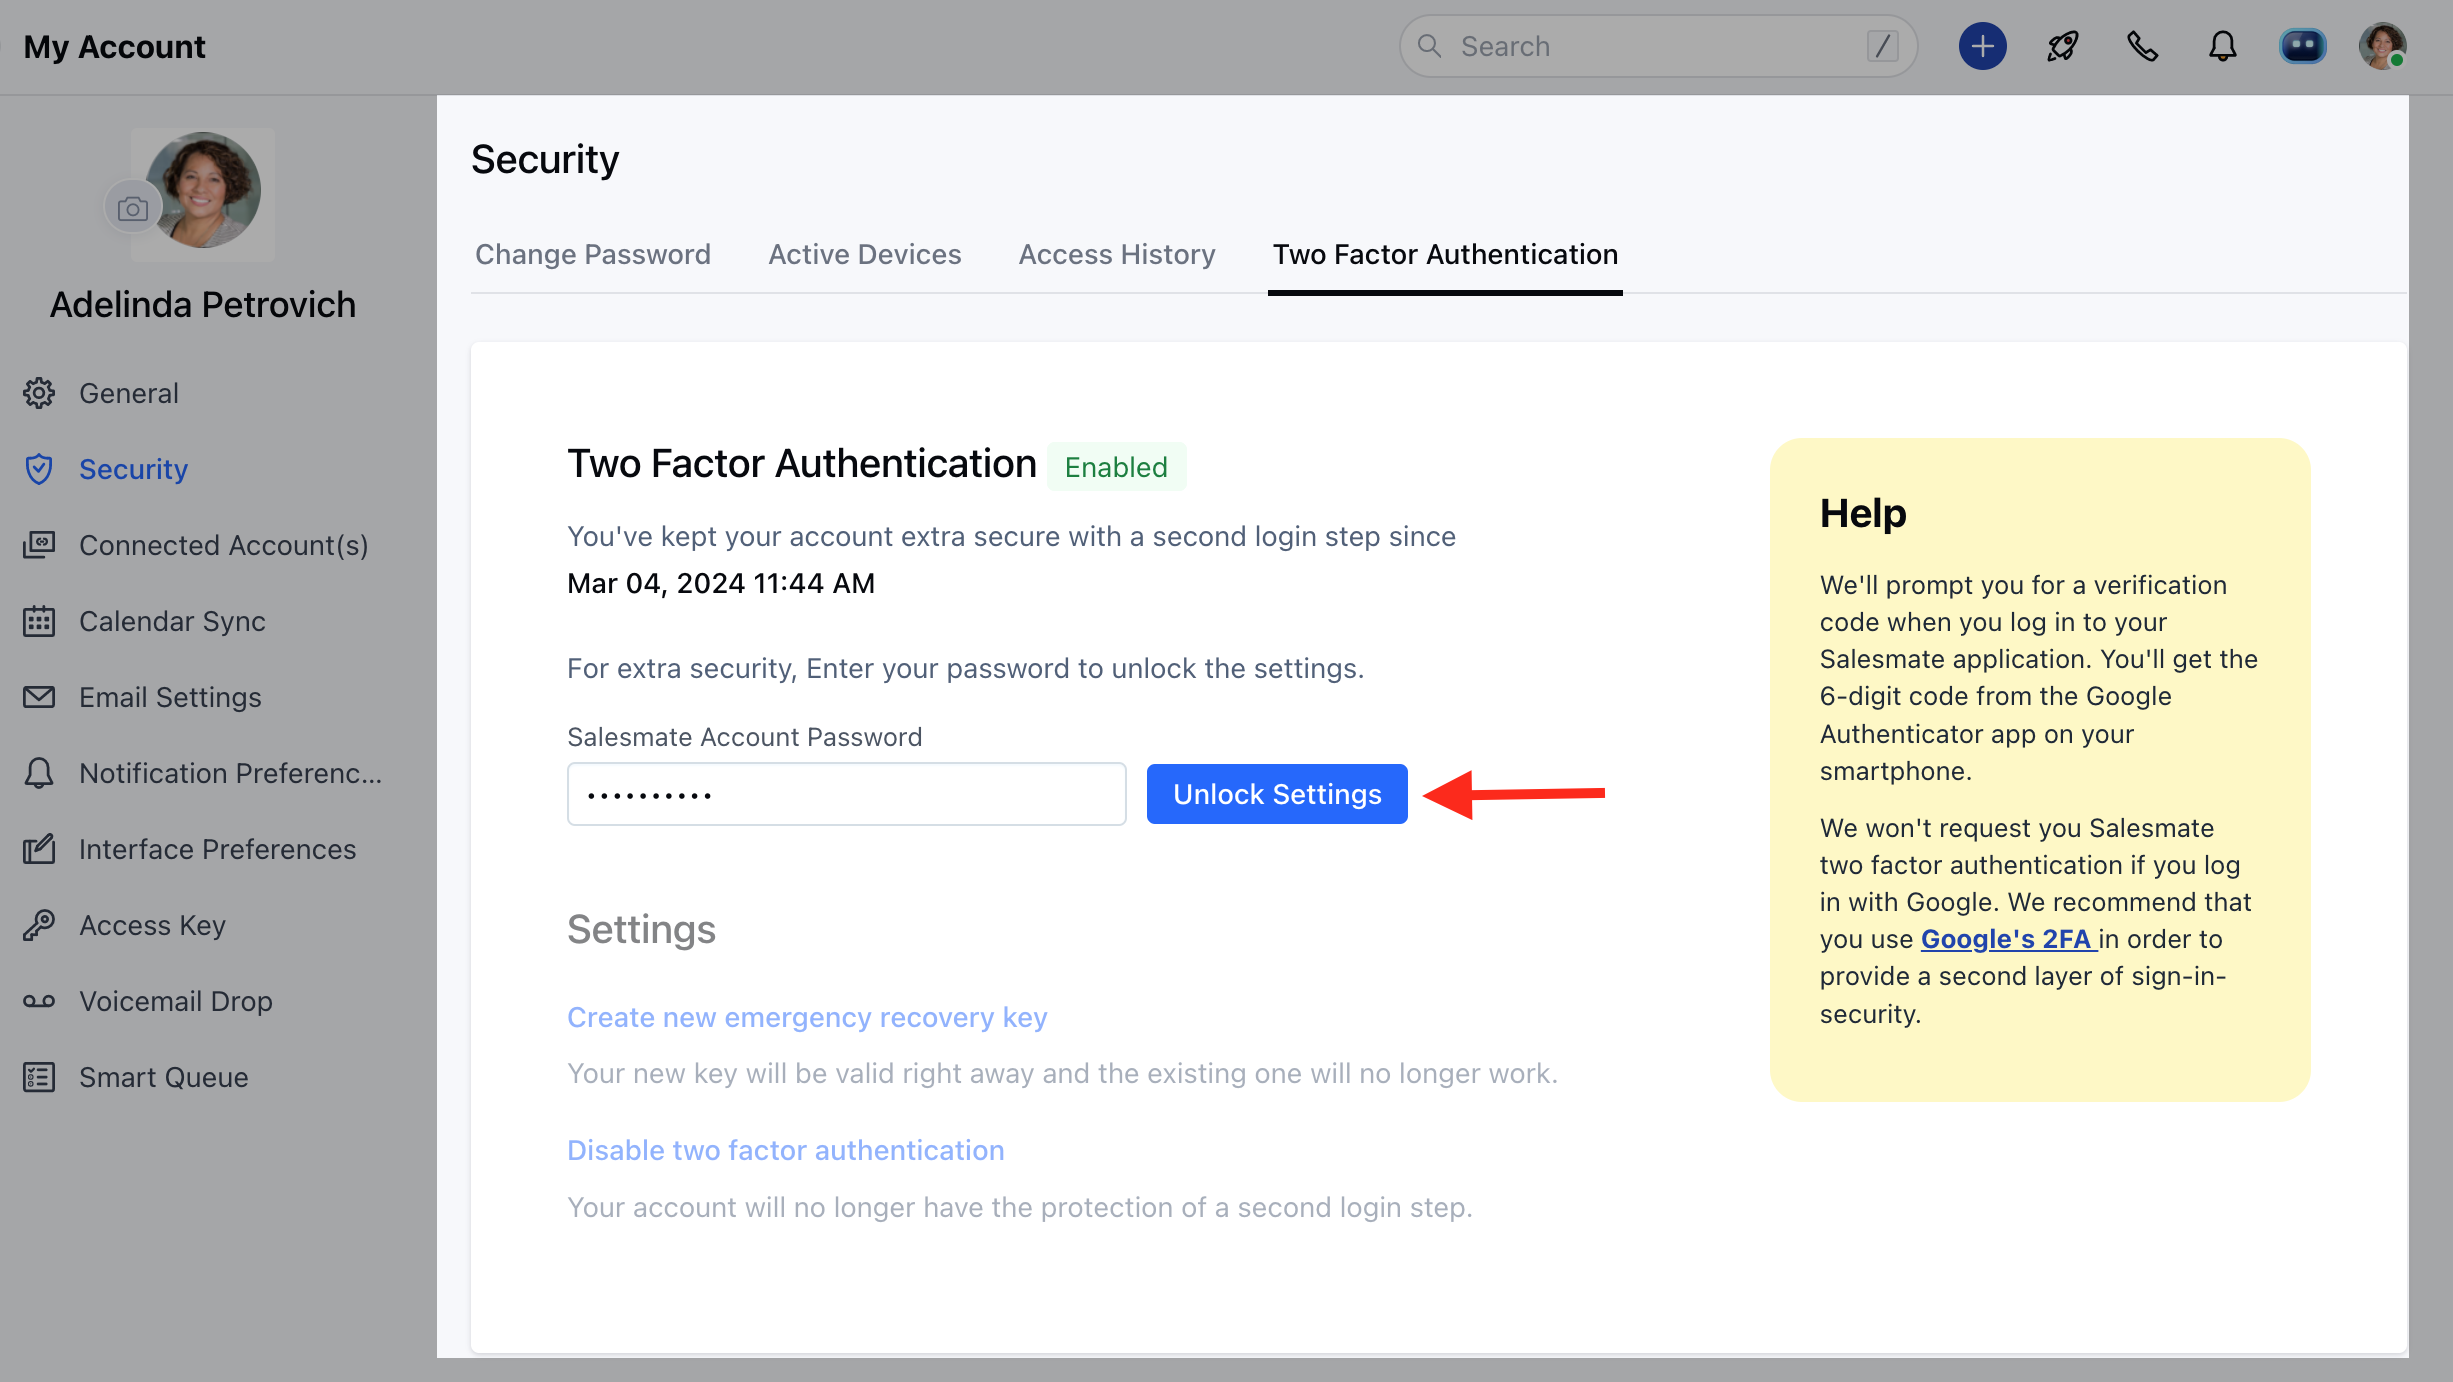 My Account
Search
/
Adelinda Petrovich
General
Security
Connected Account(s)
Calendar Sync
Email Settings
Notification Preferenc...
Interface Preferences
Access Key
Voicemail Drop
Smart Queue
Security
Change Password
Active Devices
Access History
Two Factor Authentication
Two Factor Authentication
Enabled
You've kept your account extra secure with a second login step since
Mar 04, 2024 11:44 AM
For extra security, Enter your password to unlock the settings.
Salesmate Account Password
••••••••••
Unlock Settings
Settings
Create new emergency recovery key
Your new key will be valid right away and the existing one will no longer work.
Disable two factor authentication
Your account will no longer have the protection of a second login step.
Help
We'll prompt you for a verification
code when you log in to your
Salesmate application. You'll get the
6-digit code from the Google
Authenticator app on your
smartphone.
We won't request you Salesmate
two factor authentication if you log
in with Google. We recommend that
you use Google's 2FA in order to
provide a second layer of sign-in-
security.